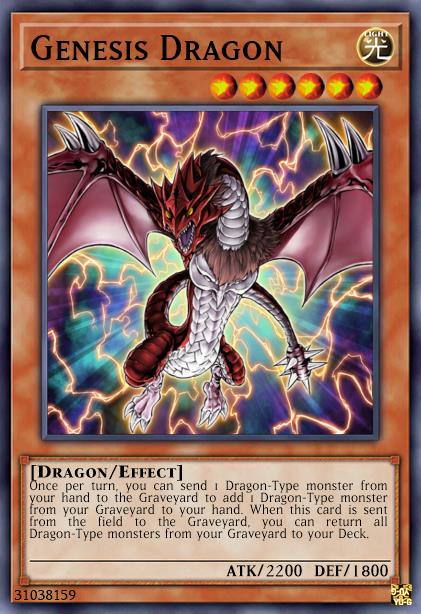 Genesis Dragon
LIGHT
光
[Dragon/Effect]
Once per turn, you can send 1 Dragon-Type monster from
your hand to the Graveyard to add 1 Dragon-Type monster
from your Graveyard to your hand. When this card is sent
from the field to the Graveyard, you can return all
Dragon-Type monsters from your Graveyard to your Deck.
ATK/2200 DEF/1800
31038159